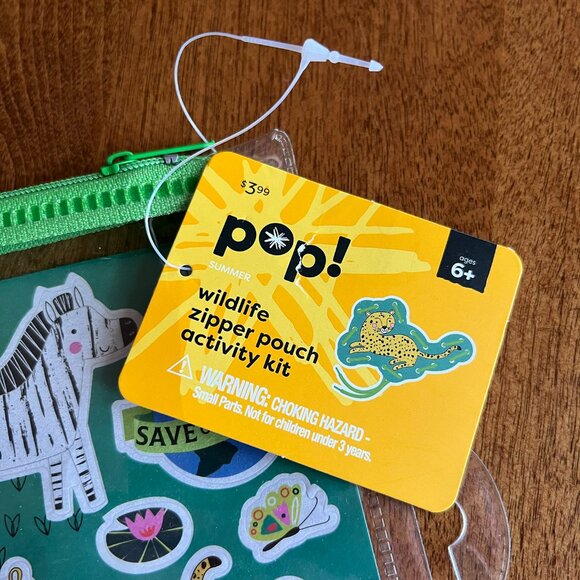 $3.99
pop!
SUMMER
ages
6+
wildlife
zipper pouch
activity kit
WARNING: CHOKING HAZARD -
Small Parts. Not for children under 3 years.
SAVE